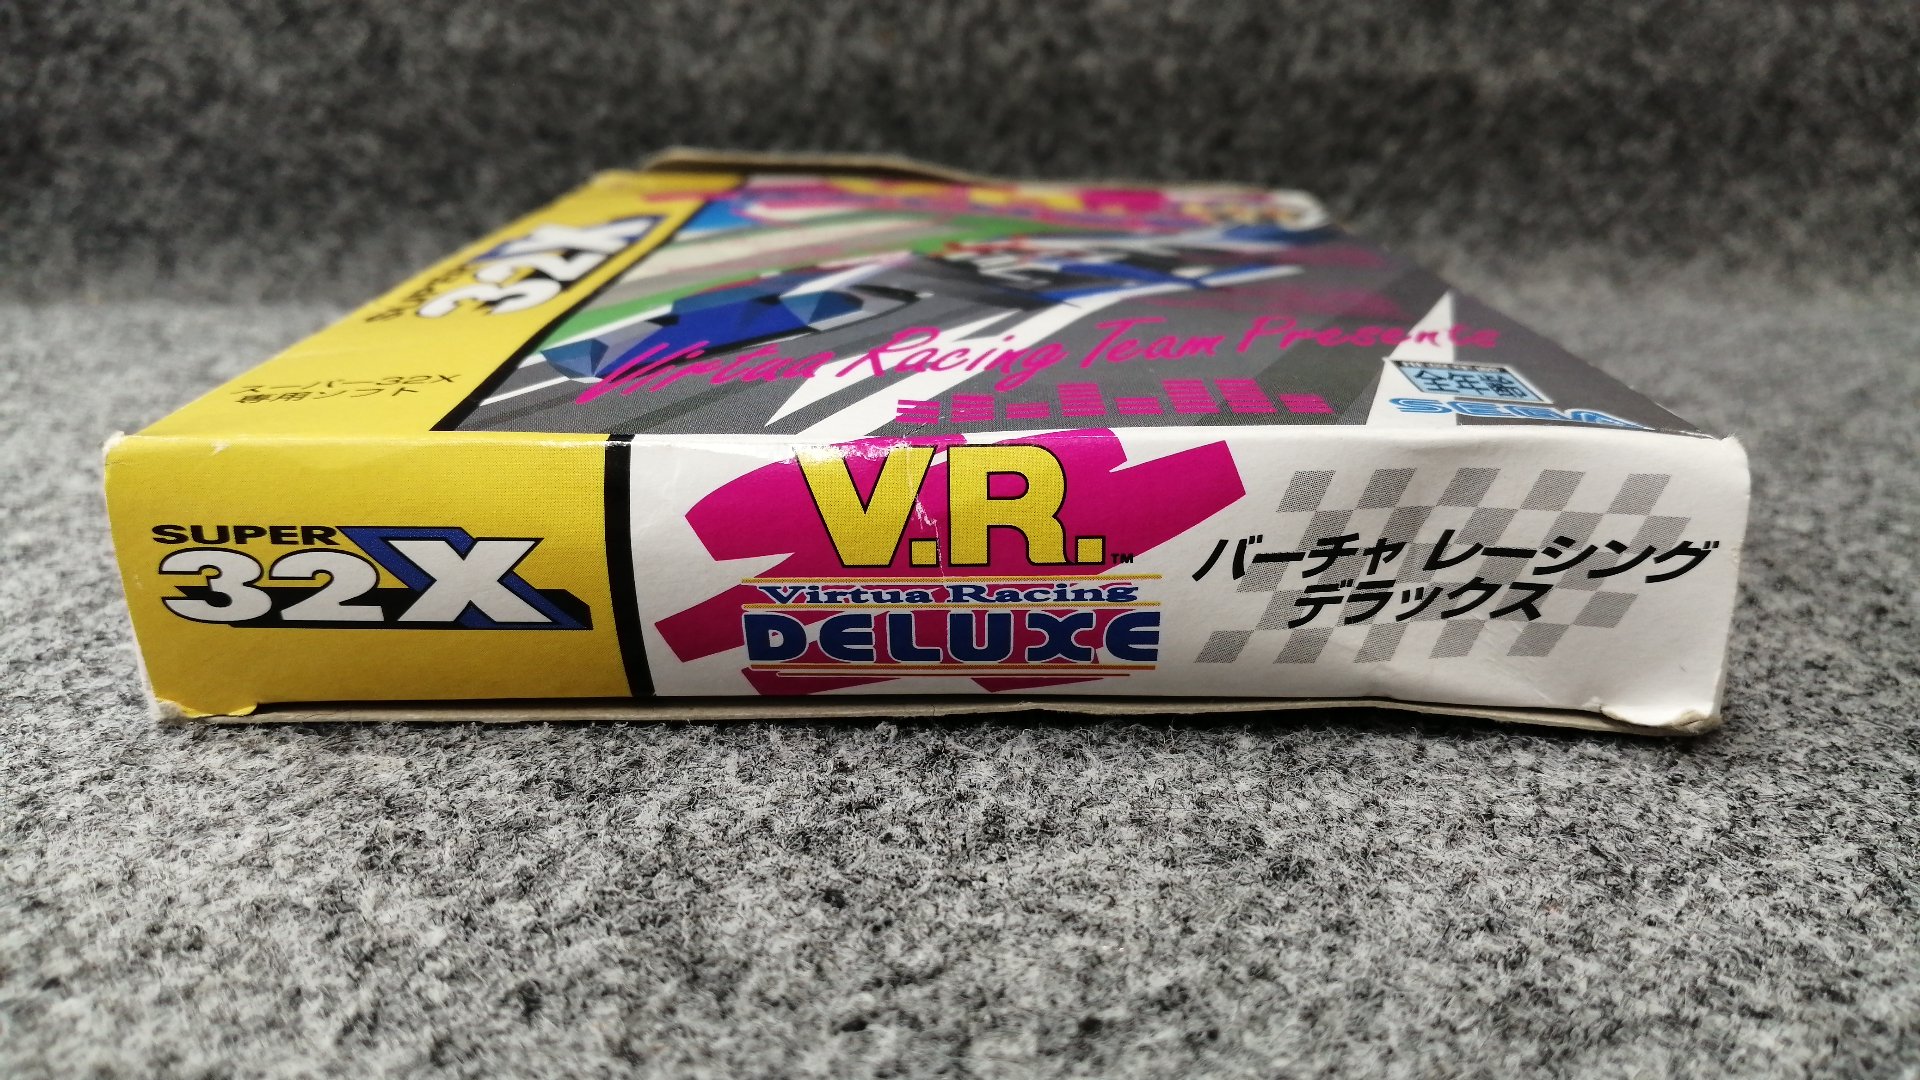 SUPER
32X
スーパー32X
専用ソフト
Virtua Racing Team Presents
全年齢
SEGA
SUPER
32X
V.R.™
Virtua Racing
DELUXE
バーチャ レーシング
デラックス